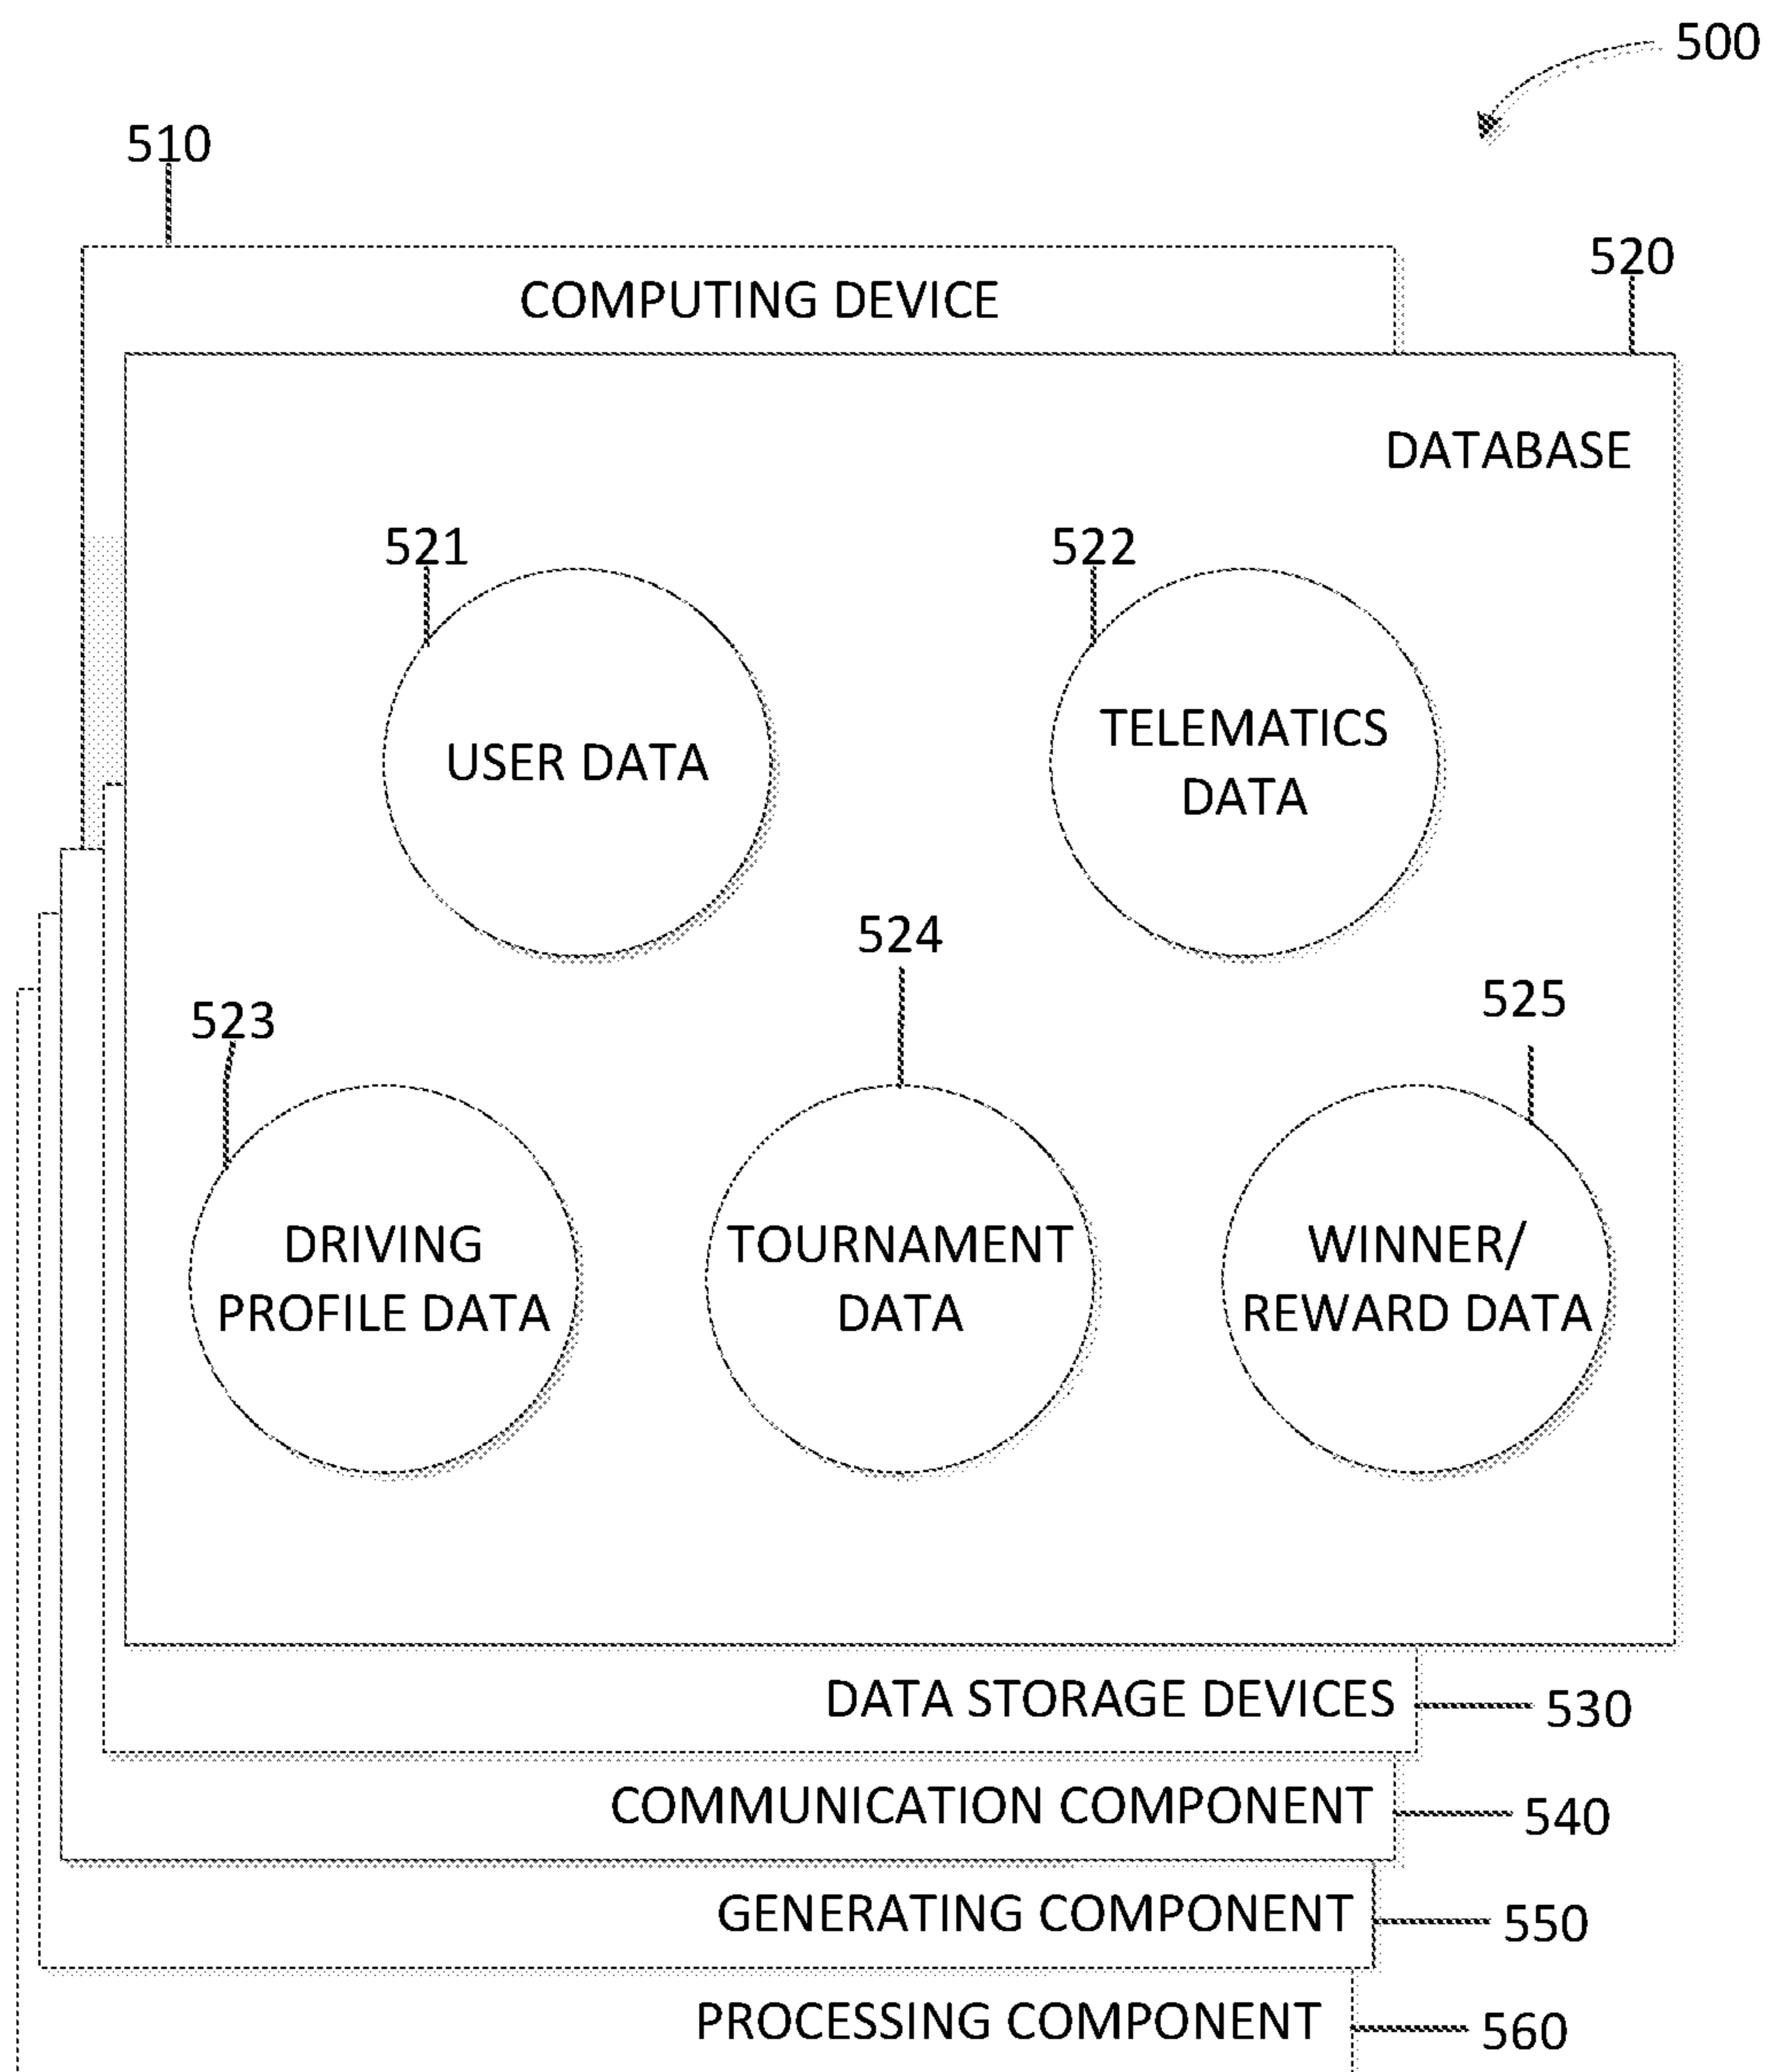 500
510
COMPUTING DEVICE
520
DATABASE
521
522
USER DATA
TELEMATICS
DATA
524
523
525
DRIVING
PROFILE DATA
TOURNAMENT
DATA
WINNER/
REWARD DATA
DATA STORAGE DEVICES
530
COMMUNICATION COMPONENT
540
GENERATING COMPONENT
550
PROCESSING COMPONENT
560